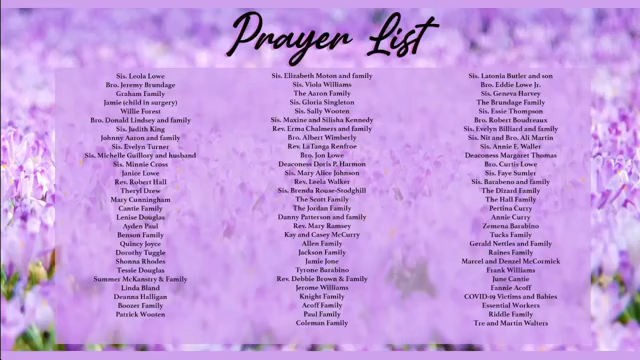 Prayer List
Sis. Leola Lowe
Bro. Jeremy Brundage
Graham Family
Jamie (child in surgery)
Willie Forest
Bro. Donald Lindsey and family
Sis. Judith King
Johnny Aaron and family
Sis. Evelyn Turner
Sis. Michelle Guillory and husband
Sis. Minnie Cross
Janice Lowe
Rev. Robert Hall
Theryl Drew
Mary Cunningham
Cantie Family
Lenise Douglas
Ayden Paul
Benson Family
Quincy Joyce
Dorothy Tuggle
Shonna Rhodes
Tessie Douglas
Summer McKanstry & Family
Linda Bland
Deanna Halligan
Boozer Family
Patrick Wooten
Sis. Elizabeth Moton and family
Sis. Viola Williams
The Aaron Family
Sis. Gloria Singleton
Sis. Sally Wooten
Sis. Maxine and Silisha Kennedy
Rev. Erma Chalmers and family
Bro. Albert Wimberly
Rev. LaTanga Renfroe
Bro. Jon Lowe
Deaconess Doris P. Harmon
Sis. Mary Alice Johnson
Rev. Leela Walker
Sis. Brenda Rouse-Stodghill
The Scott Family
The Jordan Family
Danny Patterson and family
Rev. Mary Ramsey
Kay and Casey McCurry
Allen Family
Jackson Family
Jamie Jone
Tyrone Barabino
Rev. Debbie Brown & Family
Jerome Williams
Knight Family
Acoff Family
Paul Family
Coleman Family
Sis. Latonia Butler and son
Bro. Eddie Lowe Jr.
Sis. Geneva Harvey
The Brundage Family
Sis. Essie Thompson
Bro. Robert Boudreaux
Sis. Evelyn Billiard and family
Sis. Nit and Bro. Ali Martin
Sis. Annie E. Waller
Deaconess Margaret Thomas
Bro. Curtis Lowe
Sis. Faye Sumler
Sis. Barabeno and family
The Dizard Family
The Hall Family
Pertina Curry
Annie Curry
Zemena Barabino
Tucks Family
Gerald Nettles and Family
Raines Family
Marcel and Denzel McCormick
Frank Williams
June Cantie
Fannie Acoff
COVID-19 Victims and Babies
Essential Workers
Riddle Family
Tre and Martin Walters